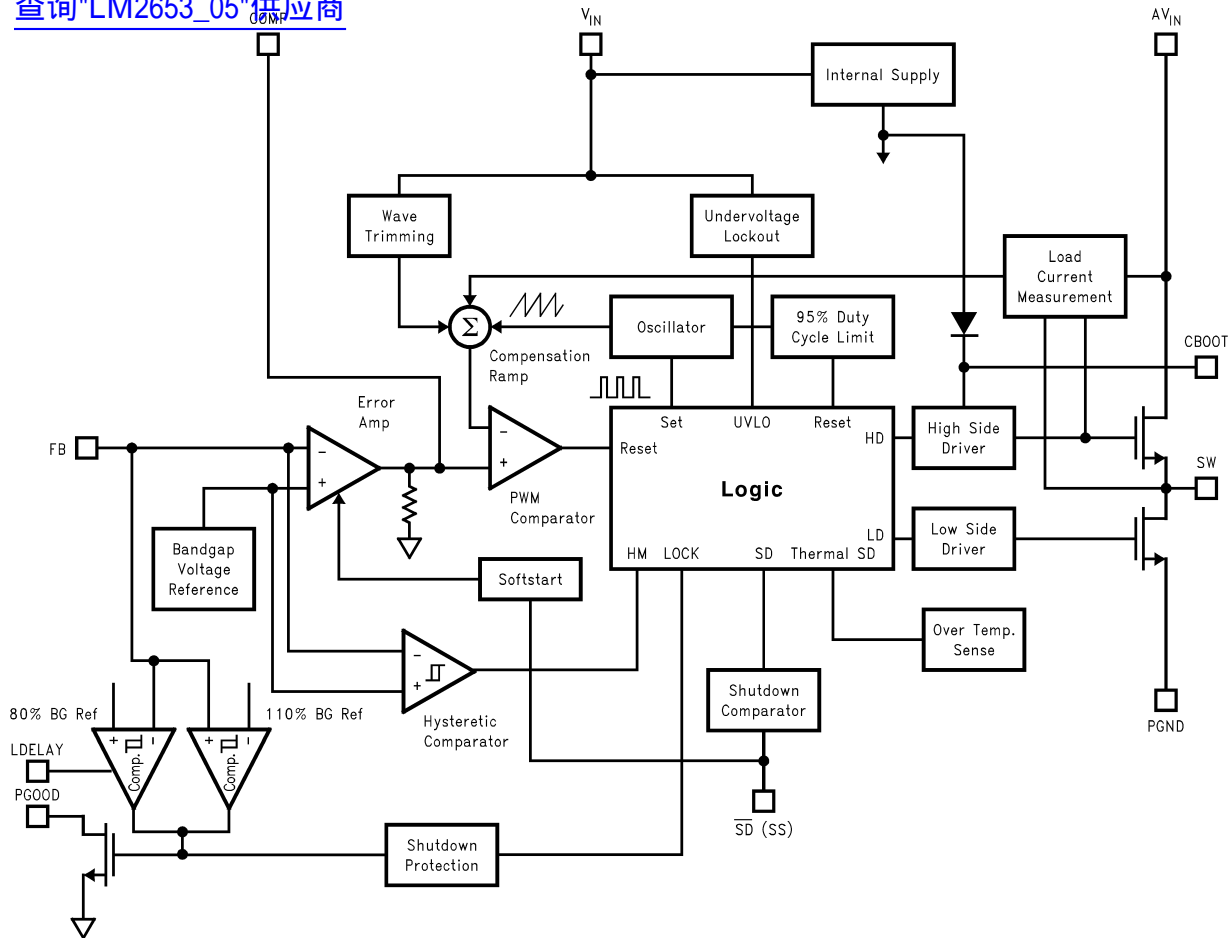 查询"LM2653_05"供应商
COMP
VIN
AVIN
Internal Supply
Wave
Trimming
Undervoltage
Lockout
Load
Current
Measurement
Σ
Oscillator
95% Duty
Cycle Limit
Compensation
Ramp
CBOOT
Error
Amp
Set
UVLO
Reset
HD
High Side
Driver
FB
-
+
-
+
Reset
Logic
SW
PWM
Comparator
Bandgap
Voltage
Reference
HM
LOCK
SD
Thermal SD
LD
Low Side
Driver
Softstart
Over Temp.
Sense
-
+
Hysteretic
Comparator
Shutdown
Comparator
PGND
80% BG Ref
110% BG Ref
+
-
+
-
Comp.
Comp.
LDELAY
PGOOD
S̅D̅ (SS)
Shutdown
Protection